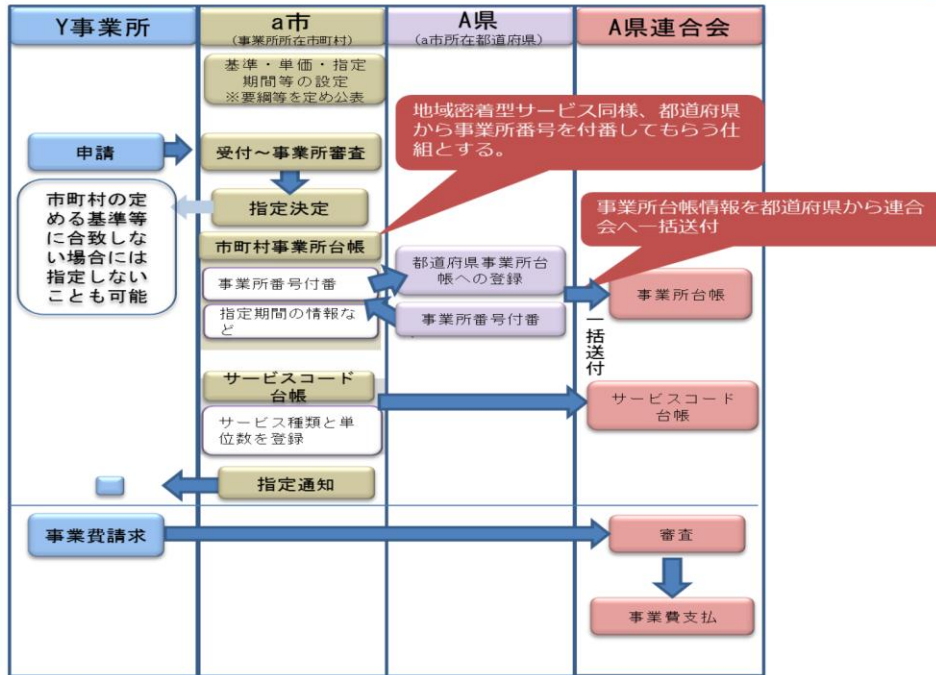 Y事業所
a市
(事業所所在市町村)
A県
(a市所在都道府県)
A県連合会
基準・単価・指定
期間等の設定
※要綱等を定め公表
地域密着型サービス同様、都道府県
から事業所番号を付番してもらう仕
組とする。
申請
受付～事業所審査
指定決定
市町村の定
める基準等
に合致しな
い場合には
指定しない
ことも可能
事業所台帳情報を都道府県から連合
会へ一括送付
市町村事業所台帳
事業所番号付番
指定期間の情報な
ど
都道府県事業所台
帳への登録
事業所番号付番
事業所台帳
一括送付
サービスコード
台帳
サービス種類と単
位数を登録
サービスコード
台帳
指定通知
事業費請求
審査
事業費支払